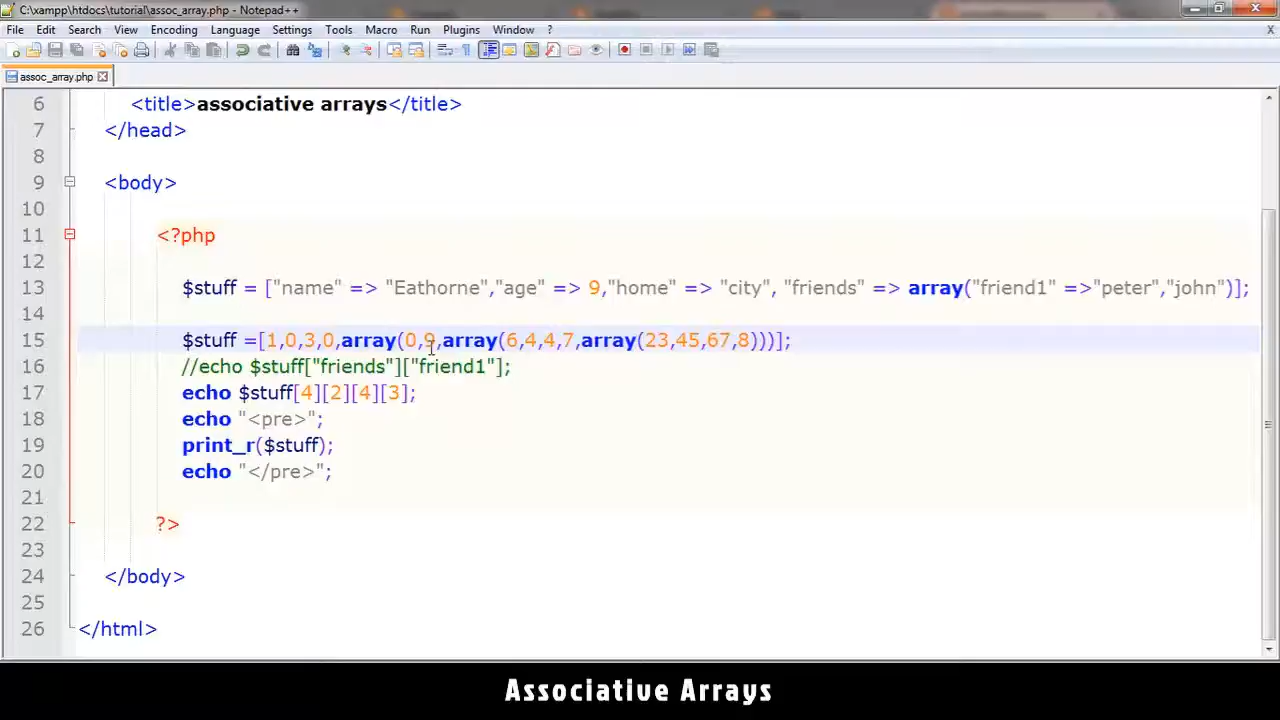 C:\xampp\htdocs\tutorial\assoc_array.php - Notepad++
File Edit Search View Encoding Language Settings Tools Macro Run Plugins Window ? X
assoc_array.php
6 <title>associative arrays</title>
7 </head>
8
9 <body>
10
11 <?php
12
13 $stuff = ["name" => "Eathorne","age" => 9,"home" => "city", "friends" => array("friend1" =>"peter","john")];
14
15 $stuff =[1,0,3,0,array(0,9,array(6,4,4,7,array(23,45,67,8)))];
16 //echo $stuff["friends"]["friend1"];
17 echo $stuff[4][2][4][3];
18 echo "<pre>";
19 print_r($stuff);
20 echo "</pre>";
21
22 ?>
23
24 </body>
25
26 </html>
Associative Arrays